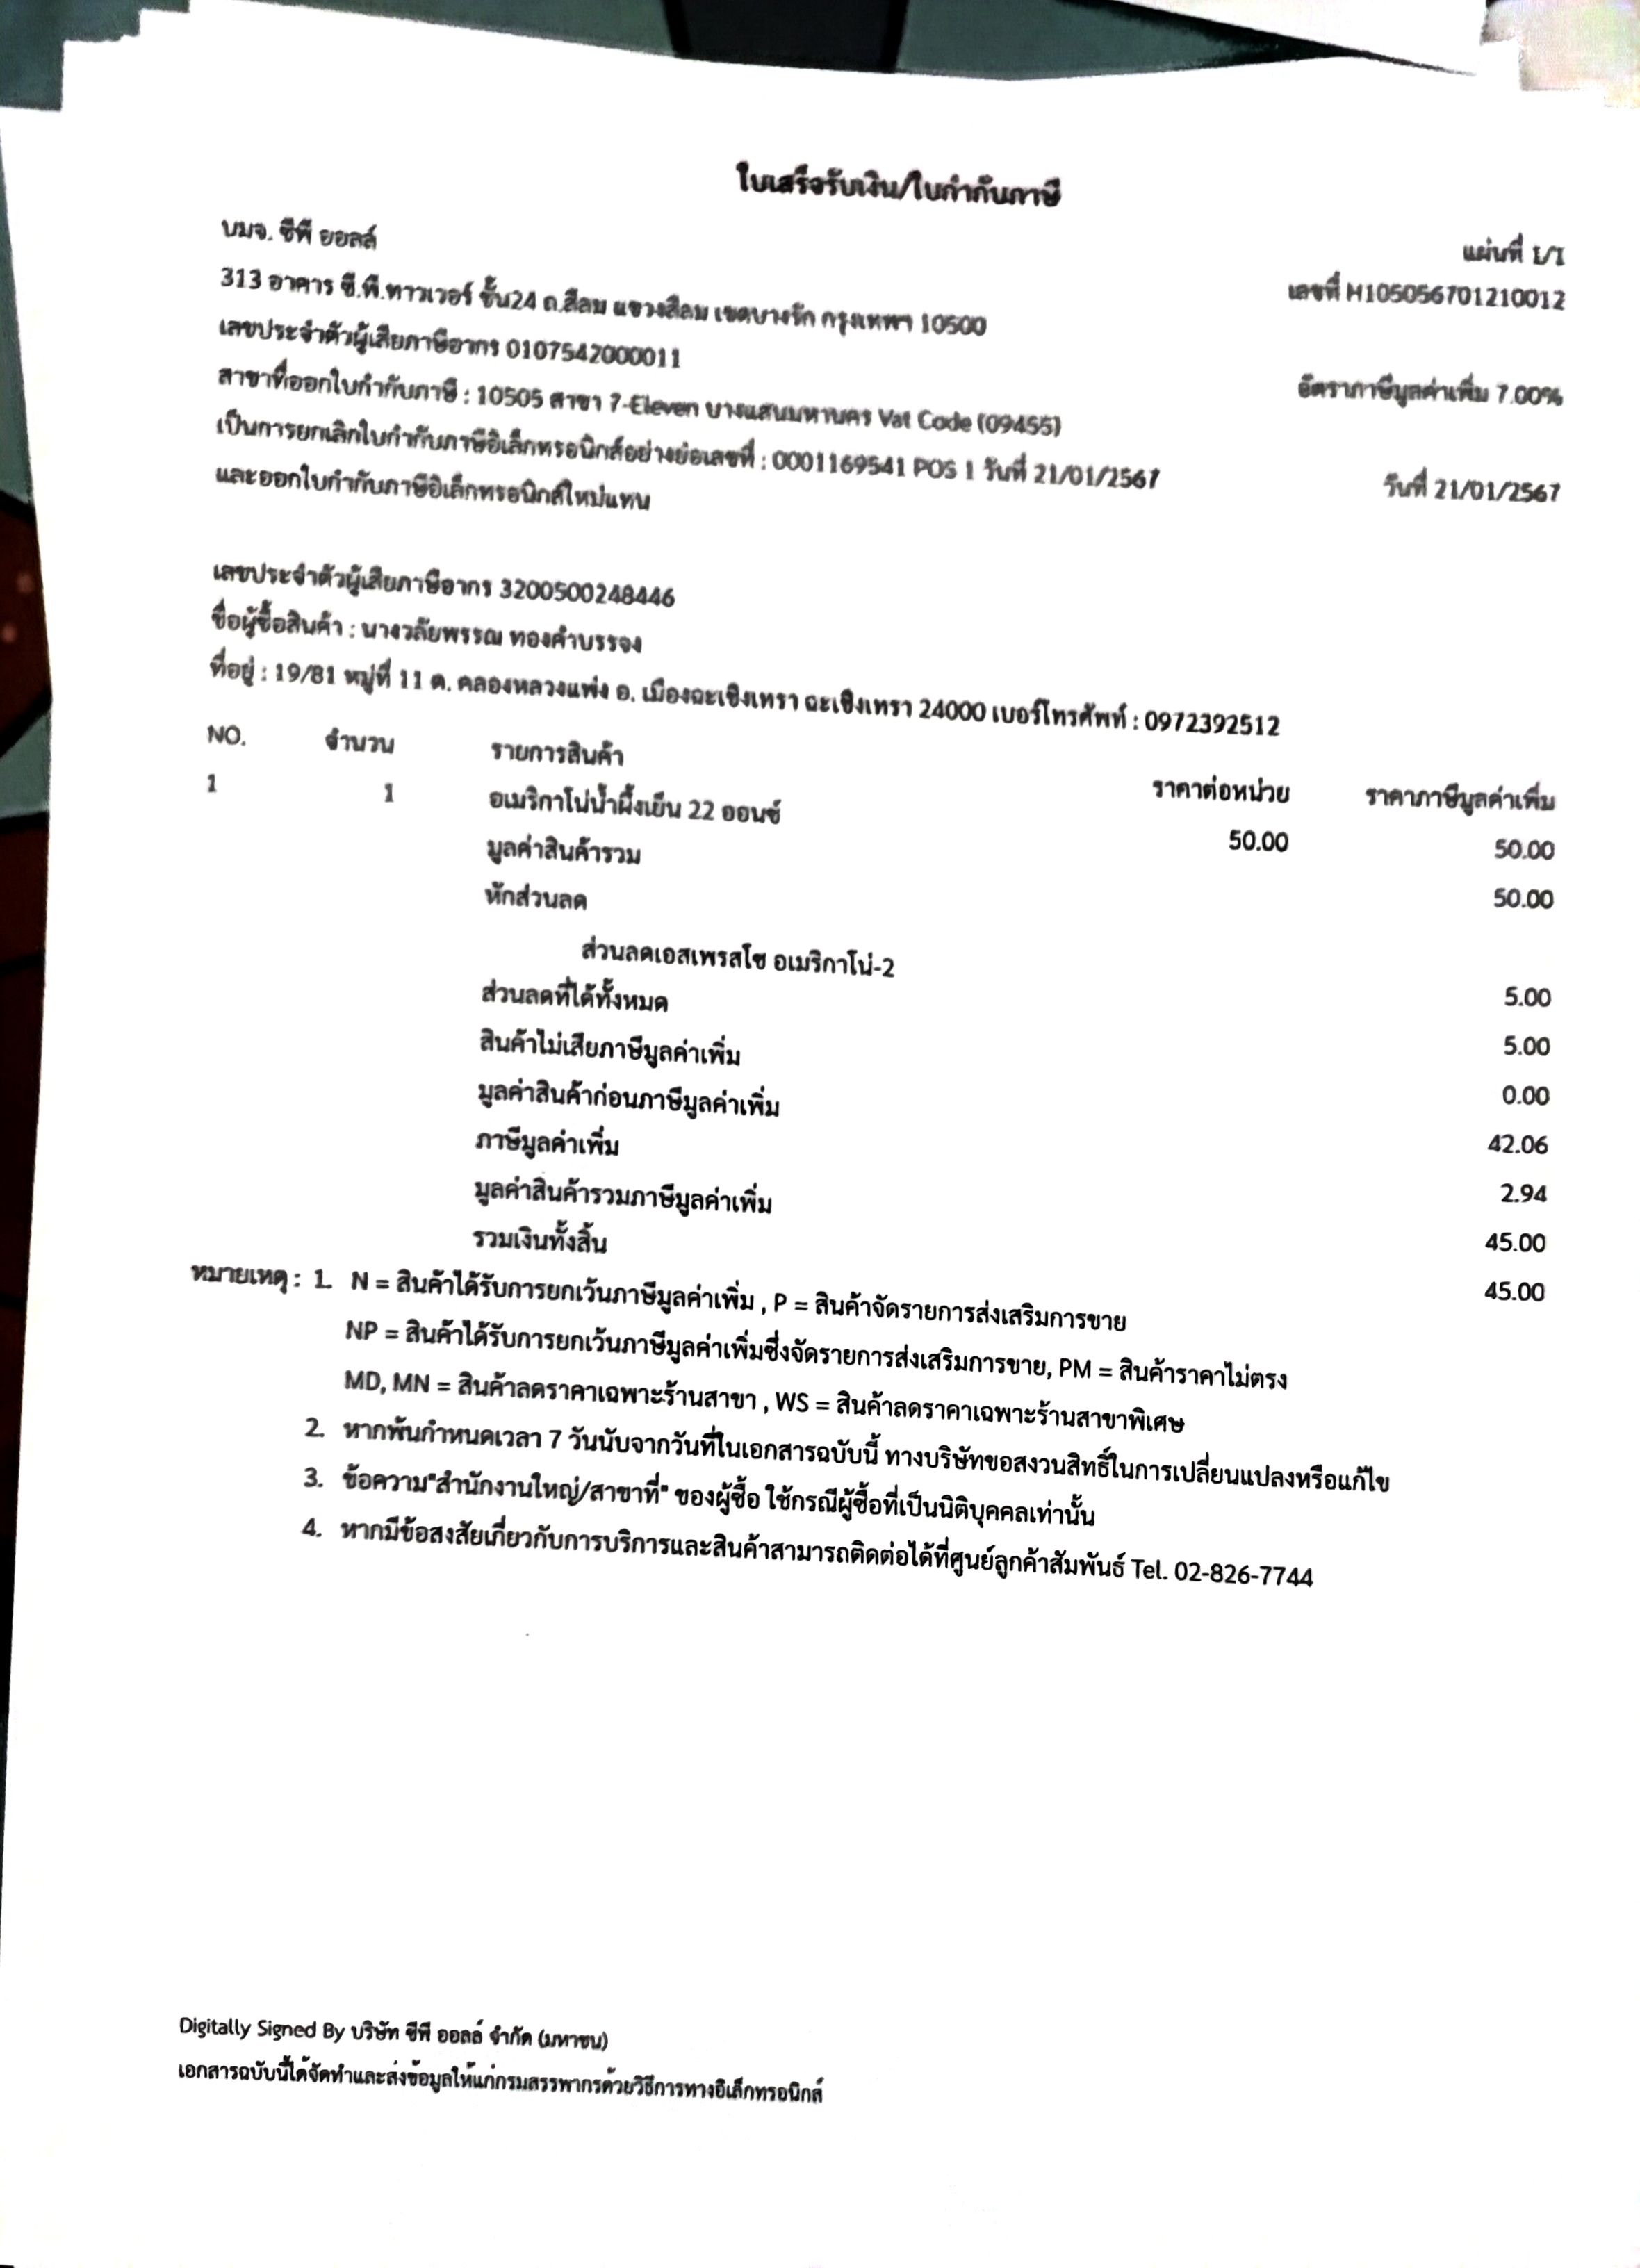 ใบเสร็จรับเงิน/ใบกำกับภาษี
บมจ. ซีพี ออลล์
แผ่นที่ 1/1
313 อาคาร ซี.พี.ทาวเวอร์ ชั้น24 ถ.สีลม แขวงสีลม เขตบางรัก กรุงเทพฯ 10500
เลขที่ H105056701210012
เลขประจำตัวผู้เสียภาษีอากร 0107542000011
สาขาที่ออกใบกำกับภาษี : 10505 สาขา 7-Eleven บางแสนมหานคร Vat Code (09455)
อัตราภาษีมูลค่าเพิ่ม 7.00%
เป็นการยกเลิกใบกำกับภาษีอิเล็กทรอนิกส์อย่างย่อเลขที่ : 0001169541 POS 1 วันที่ 21/01/2567
และออกใบกำกับภาษีอิเล็กทรอนิกส์ใหม่แทน
วันที่ 21/01/2567
เลขประจำตัวผู้เสียภาษีอากร 3200500248446
ชื่อผู้ซื้อสินค้า : นางวลัยพรรณ ทองคำบรรจง
ที่อยู่ : 19/81 หมู่ที่ 11 ต. คลองหลวงแพ่ง อ. เมืองฉะเชิงเทรา ฉะเชิงเทรา 24000 เบอร์โทรศัพท์ : 0972392512
NO. จำนวน รายการสินค้า ราคาต่อหน่วย ราคาภาษีมูลค่าเพิ่ม
1 1 อเมริกาโน่น้ำผึ้งเย็น 22 ออนซ์ 50.00 50.00
มูลค่าสินค้ารวม 50.00
หักส่วนลด
ส่วนลดเอสเพรสโซ อเมริกาโน่-2 5.00
ส่วนลดที่ได้ทั้งหมด 5.00
สินค้าไม่เสียภาษีมูลค่าเพิ่ม 0.00
มูลค่าสินค้าก่อนภาษีมูลค่าเพิ่ม 42.06
ภาษีมูลค่าเพิ่ม 2.94
มูลค่าสินค้ารวมภาษีมูลค่าเพิ่ม 45.00
รวมเงินทั้งสิ้น 45.00
หมายเหตุ : 1. N = สินค้าได้รับการยกเว้นภาษีมูลค่าเพิ่ม , P = สินค้าจัดรายการส่งเสริมการขาย
NP = สินค้าได้รับการยกเว้นภาษีมูลค่าเพิ่มซึ่งจัดรายการส่งเสริมการขาย, PM = สินค้าราคาไม่ตรง
MD, MN = สินค้าลดราคาเฉพาะร้านสาขา , WS = สินค้าลดราคาเฉพาะร้านสาขาพิเศษ
2. หากพ้นกำหนดเวลา 7 วันนับจากวันที่ในเอกสารฉบับนี้ ทางบริษัทขอสงวนสิทธิ์ในการเปลี่ยนแปลงหรือแก้ไข
3. ข้อความ"สำนักงานใหญ่/สาขาที่" ของผู้ซื้อ ใช้กรณีผู้ซื้อที่เป็นนิติบุคคลเท่านั้น
4. หากมีข้อสงสัยเกี่ยวกับการบริการและสินค้าสามารถติดต่อได้ที่ศูนย์ลูกค้าสัมพันธ์ Tel. 02-826-7744
Digitally Signed By บริษัท ซีพี ออลล์ จำกัด (มหาชน)
เอกสารฉบับนี้ได้จัดทำและส่งข้อมูลให้แก่กรมสรรพากรด้วยวิธีการทางอิเล็กทรอนิกส์